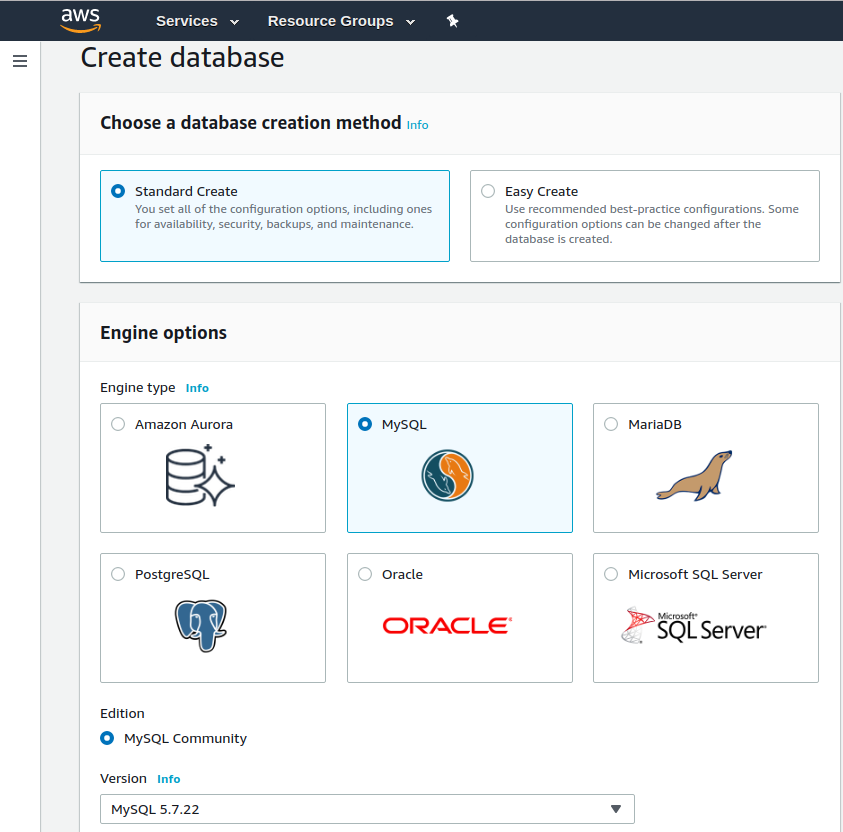 aws
Services
Resource Groups
Create database
Choose a database creation method Info
Standard Create
You set all of the configuration options, including ones
for availability, security, backups, and maintenance.
Easy Create
Use recommended best-practice configurations. Some
configuration options can be changed after the
database is created.
Engine options
Engine type Info
Amazon Aurora
MySQL
MariaDB
PostgreSQL
Oracle
ORACLE®
Microsoft SQL Server
Microsoft®
SQL Server®
Edition
MySQL Community
Version Info
MySQL 5.7.22